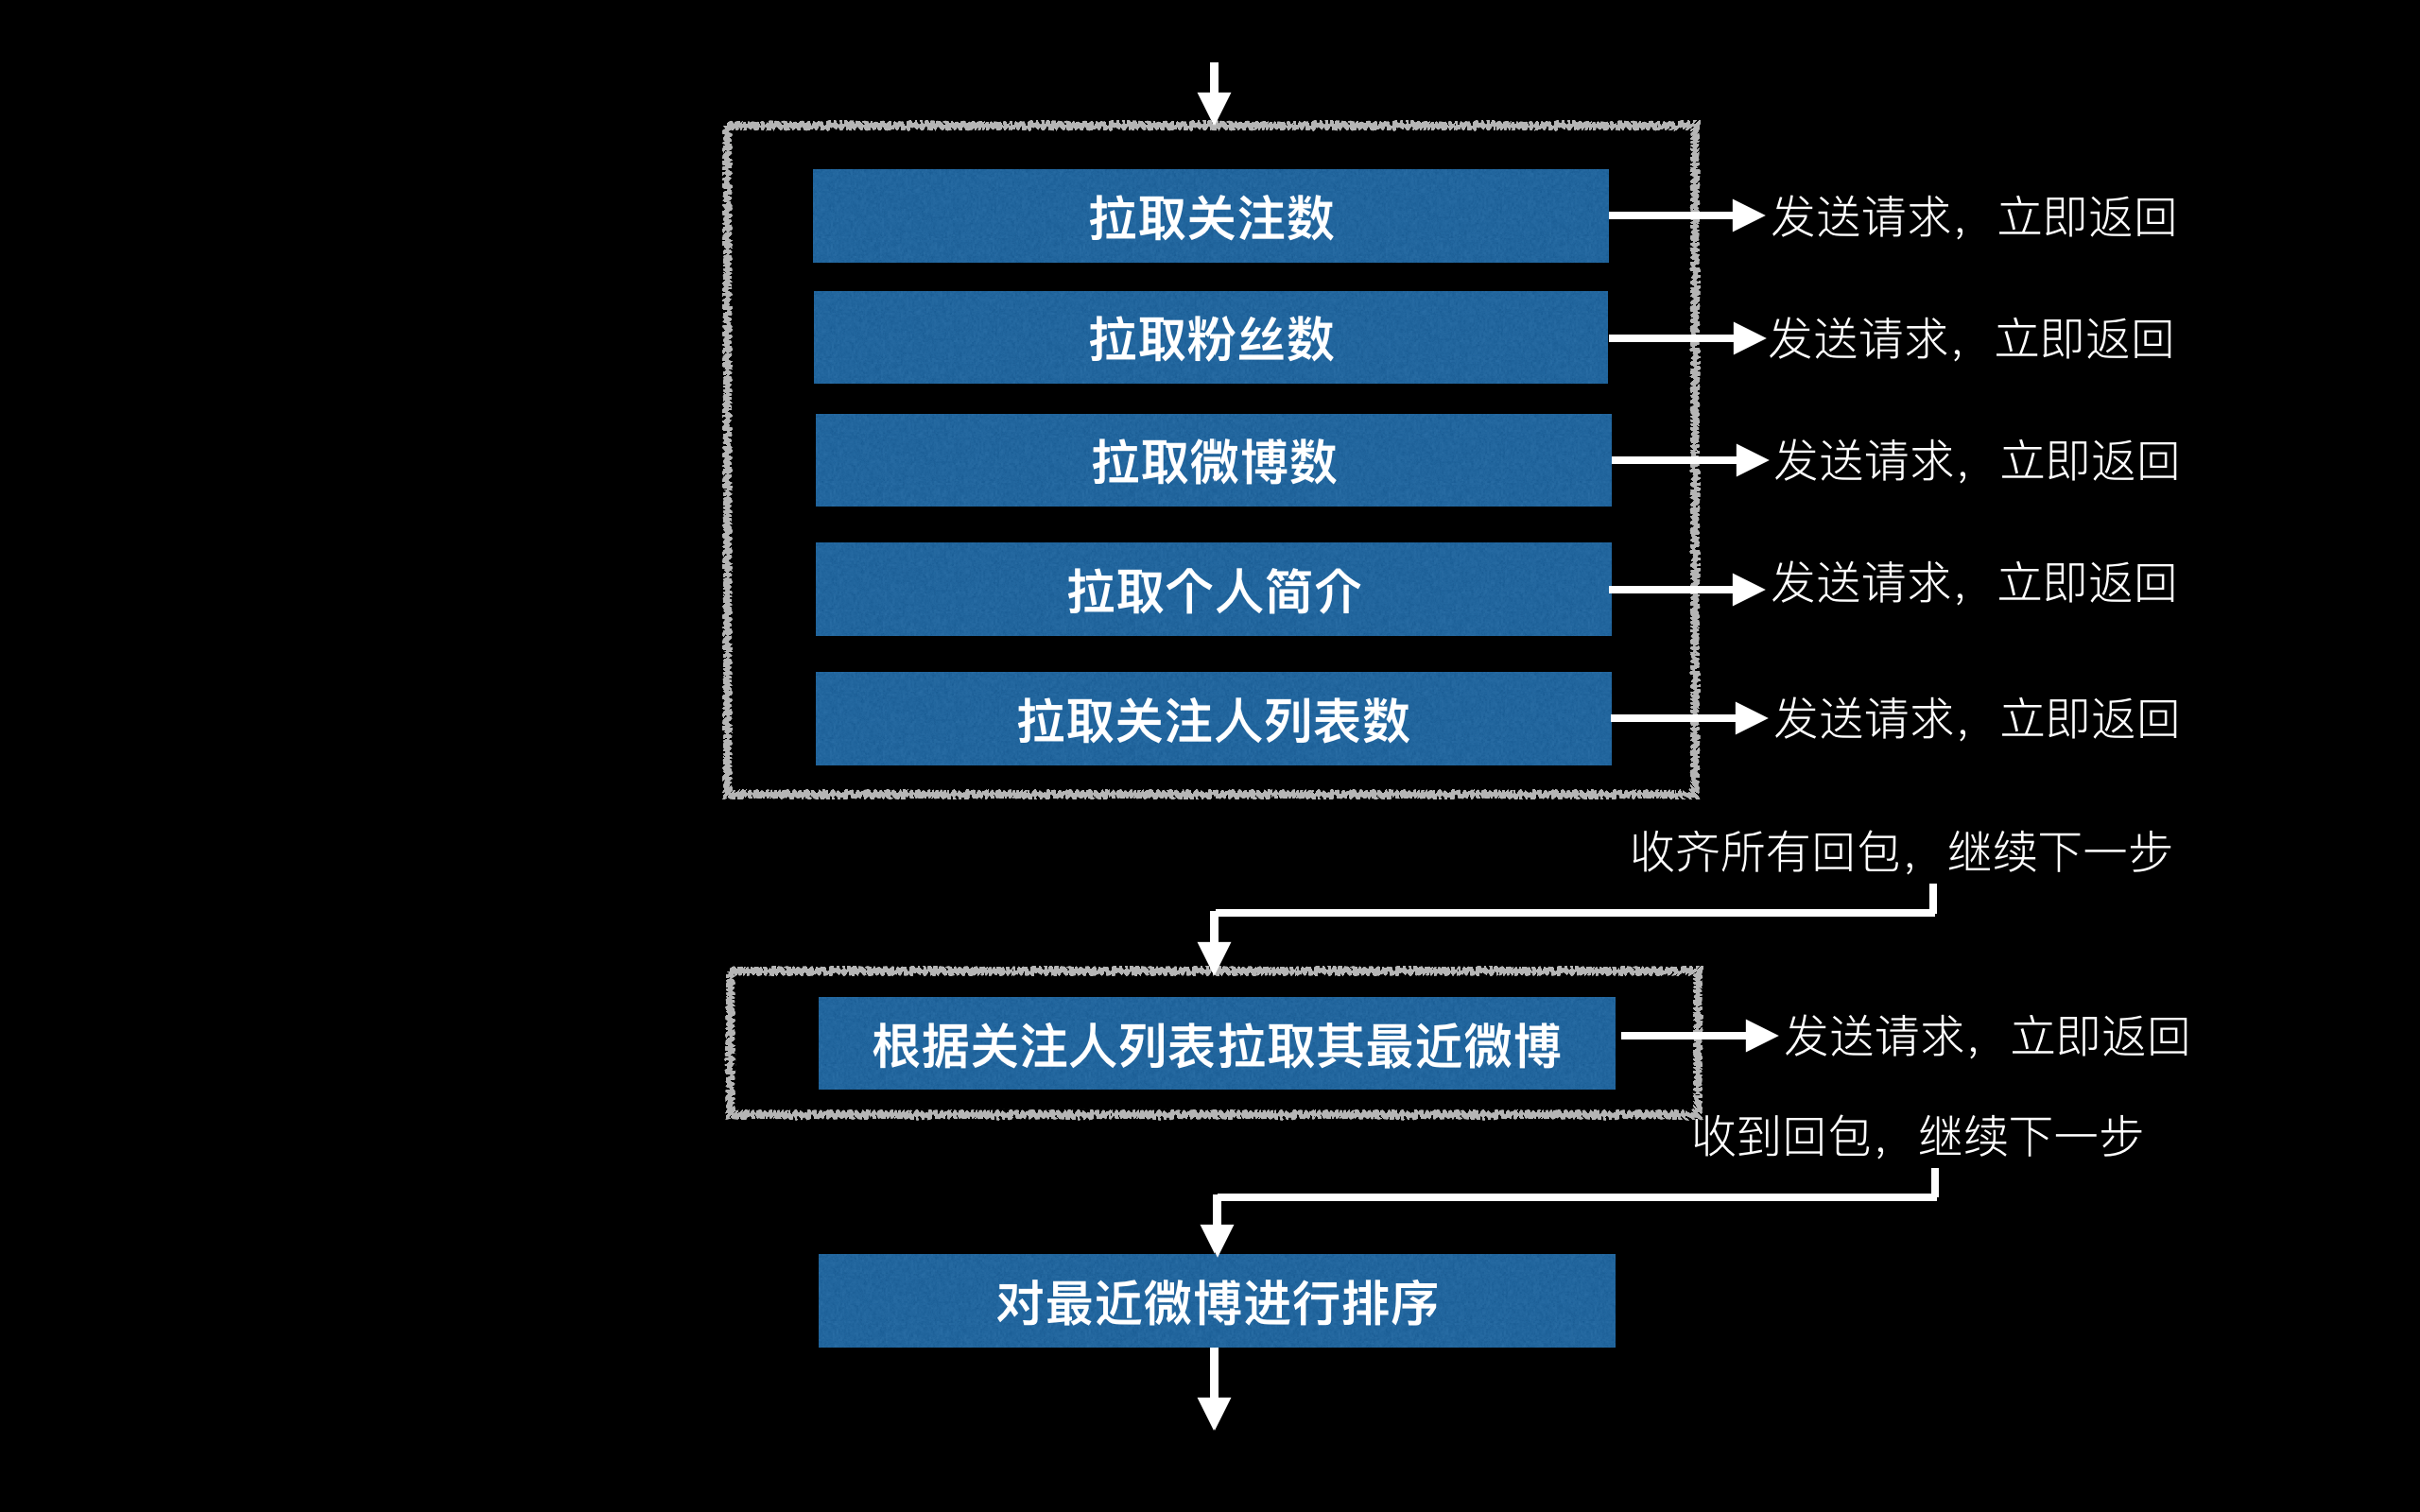 拉取关注数
发送请求，立即返回
拉取粉丝数
发送请求，立即返回
拉取微博数
发送请求，立即返回
拉取个人简介
发送请求，立即返回
拉取关注人列表数
发送请求，立即返回
收齐所有回包，继续下一步
根据关注人列表拉取其最近微博
发送请求，立即返回
收到回包，继续下一步
对最近微博进行排序